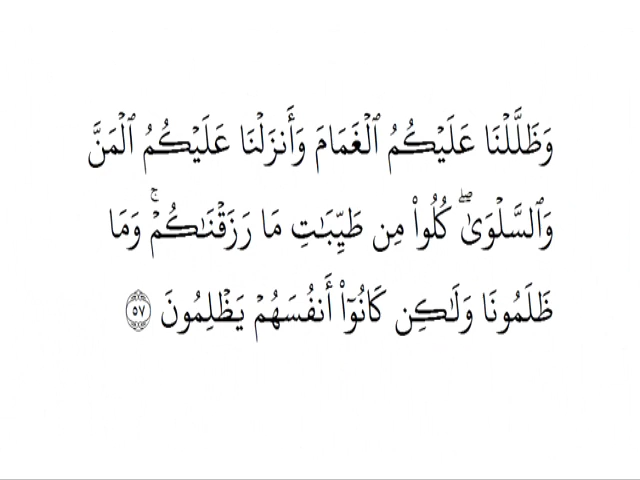 وَظَلَّلْنَا عَلَيْكُمُ ٱلْغَمَامَ وَأَنزَلْنَا عَلَيْكُمُ ٱلْمَنَّ
وَٱلسَّلْوَىٰ ۖ كُلُوا۟ مِن طَيِّبَـٰتِ مَا رَزَقْنَـٰكُمْ ۚ وَمَا
ظَلَمُونَا وَلَـٰكِن كَانُوٓا۟ أَنفُسَهُمْ يَظْلِمُونَ ٥٧